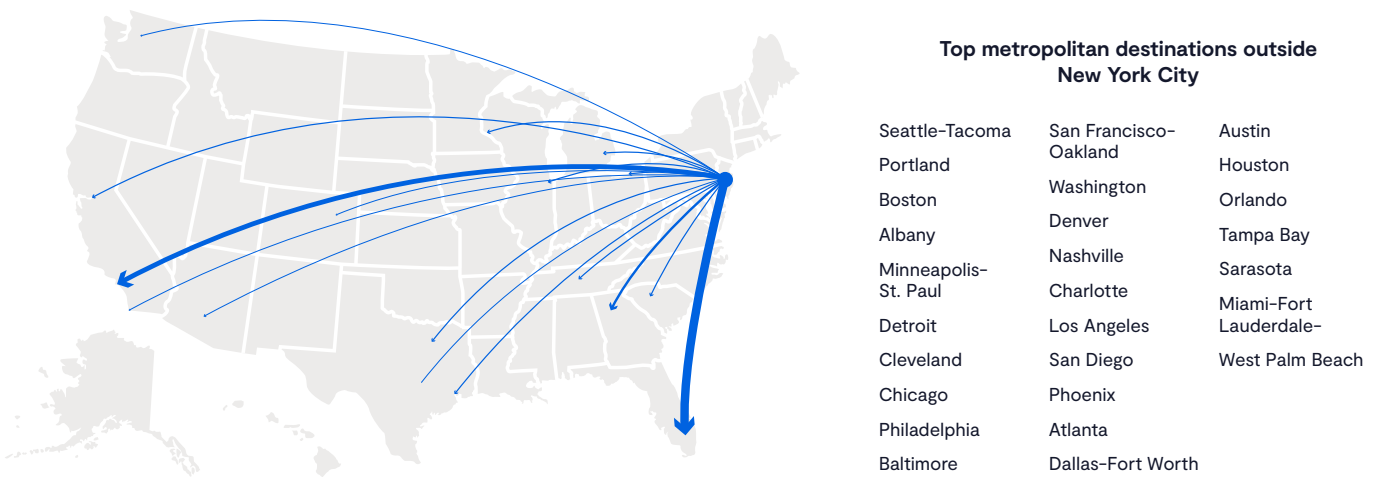 Top metropolitan destinations outside
New York City
Seattle–Tacoma
Portland
Boston
Albany
Minneapolis–
St. Paul
Detroit
Cleveland
Chicago
Philadelphia
Baltimore
San Francisco–
Oakland
Washington
Denver
Nashville
Charlotte
Los Angeles
San Diego
Phoenix
Atlanta
Dallas–Fort Worth
Austin
Houston
Orlando
Tampa Bay
Sarasota
Miami–Fort
Lauderdale–
West Palm Beach